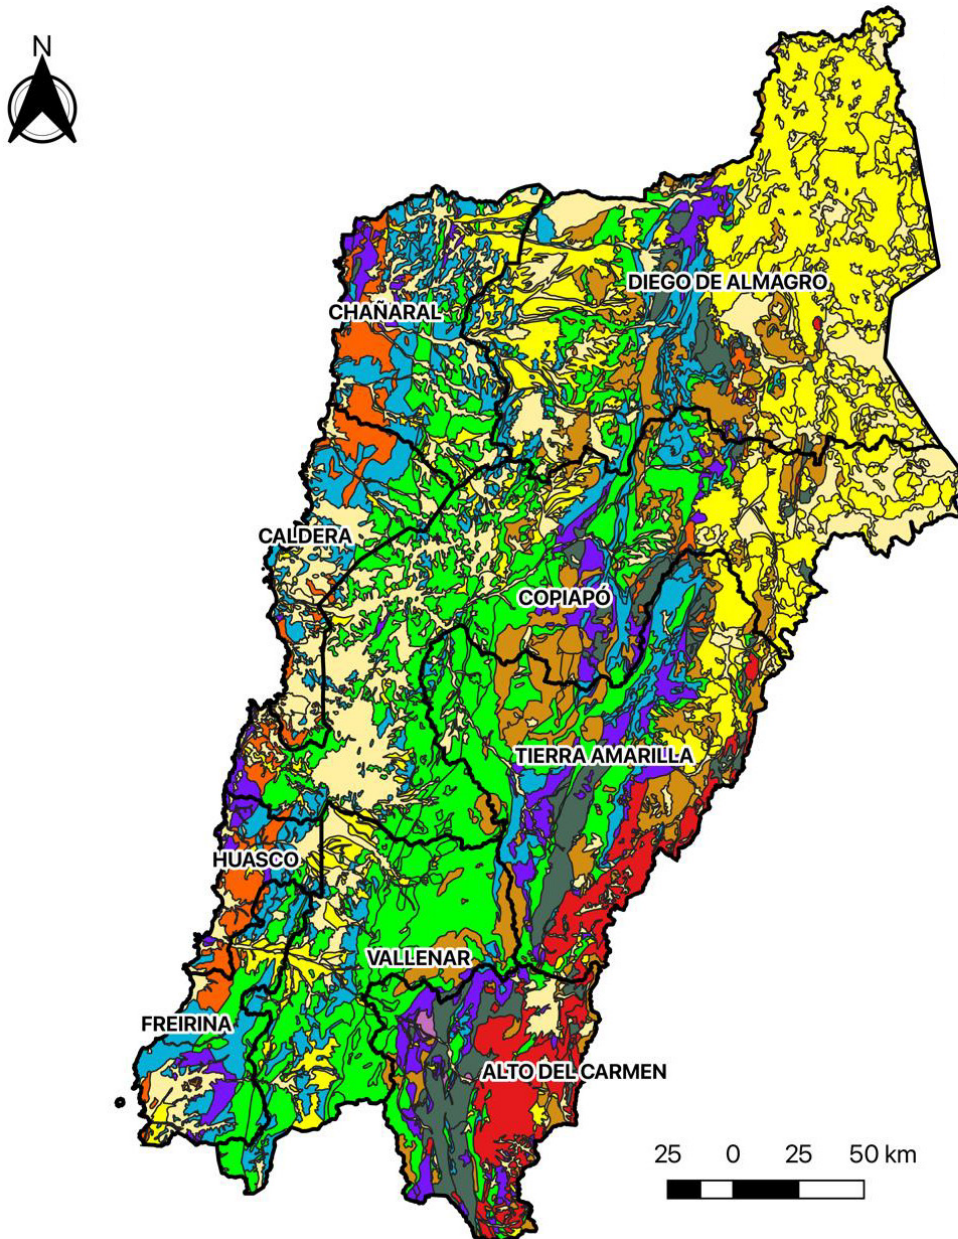 N
DIEGO DE ALMAGRO
CHAÑARAL
CALDERA
COPIAPÓ
TIERRA AMARILLA
HUASCO
VALLENAR
FREIRINA
ALTO DEL CARMEN
25 0 25 50 km